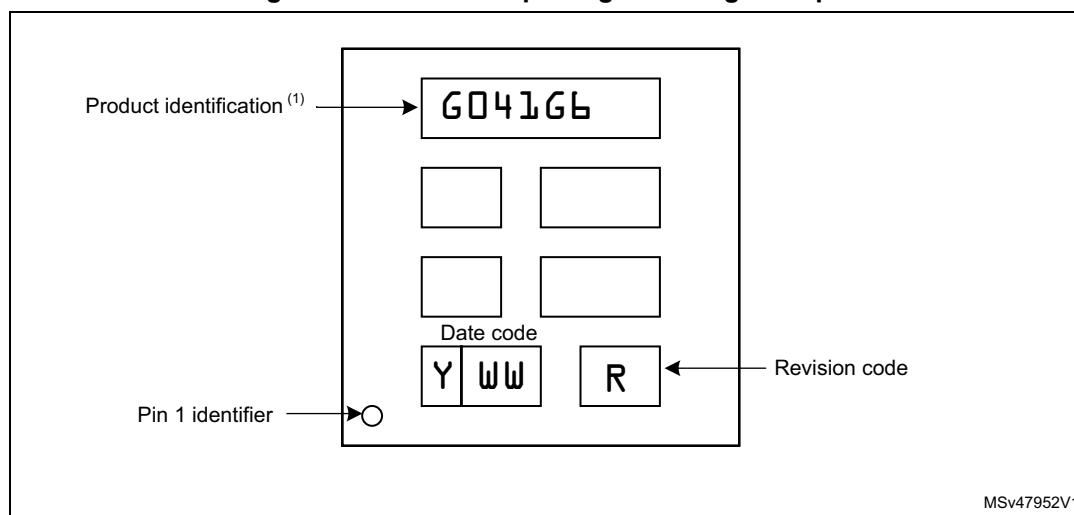 Product identification (1)
G041G6
Date code
Y WW
R
Revision code
Pin 1 identifier
MSv47952V1